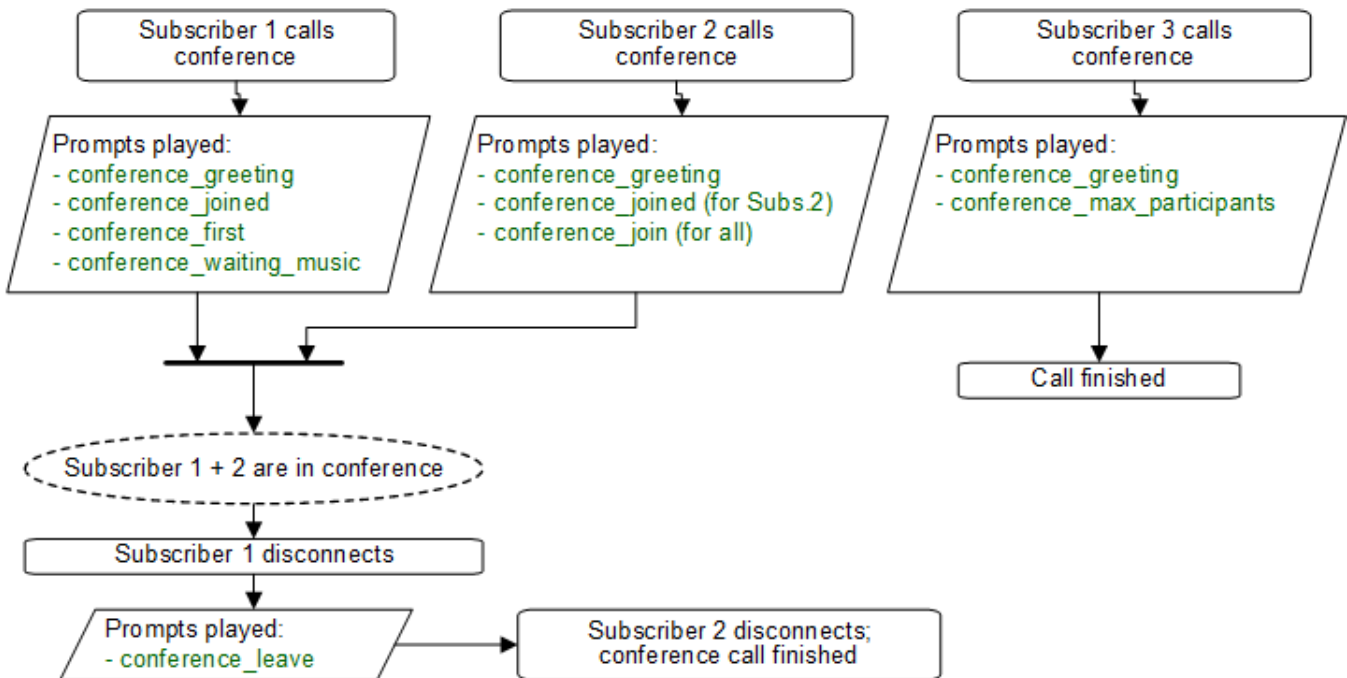 Subscriber 1 calls
conference
Subscriber 2 calls
conference
Subscriber 3 calls
conference
Prompts played:
- conference_greeting
- conference_joined
- conference_first
- conference_waiting_music
Prompts played:
- conference_greeting
- conference_joined (for Subs.2)
- conference_join (for all)
Prompts played:
- conference_greeting
- conference_max_participants
Call finished
Subscriber 1 + 2 are in conference
Subscriber 1 disconnects
Prompts played:
- conference_leave
Subscriber 2 disconnects;
conference call finished